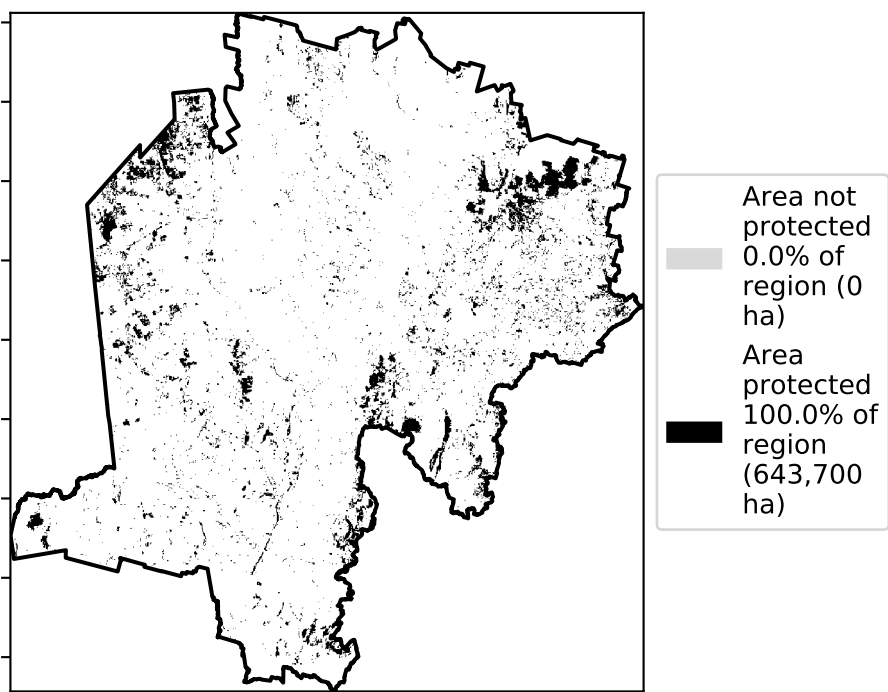 Area not
protected
0.0% of
region (0
ha)
Area
protected
100.0% of
region
(643,700
ha)